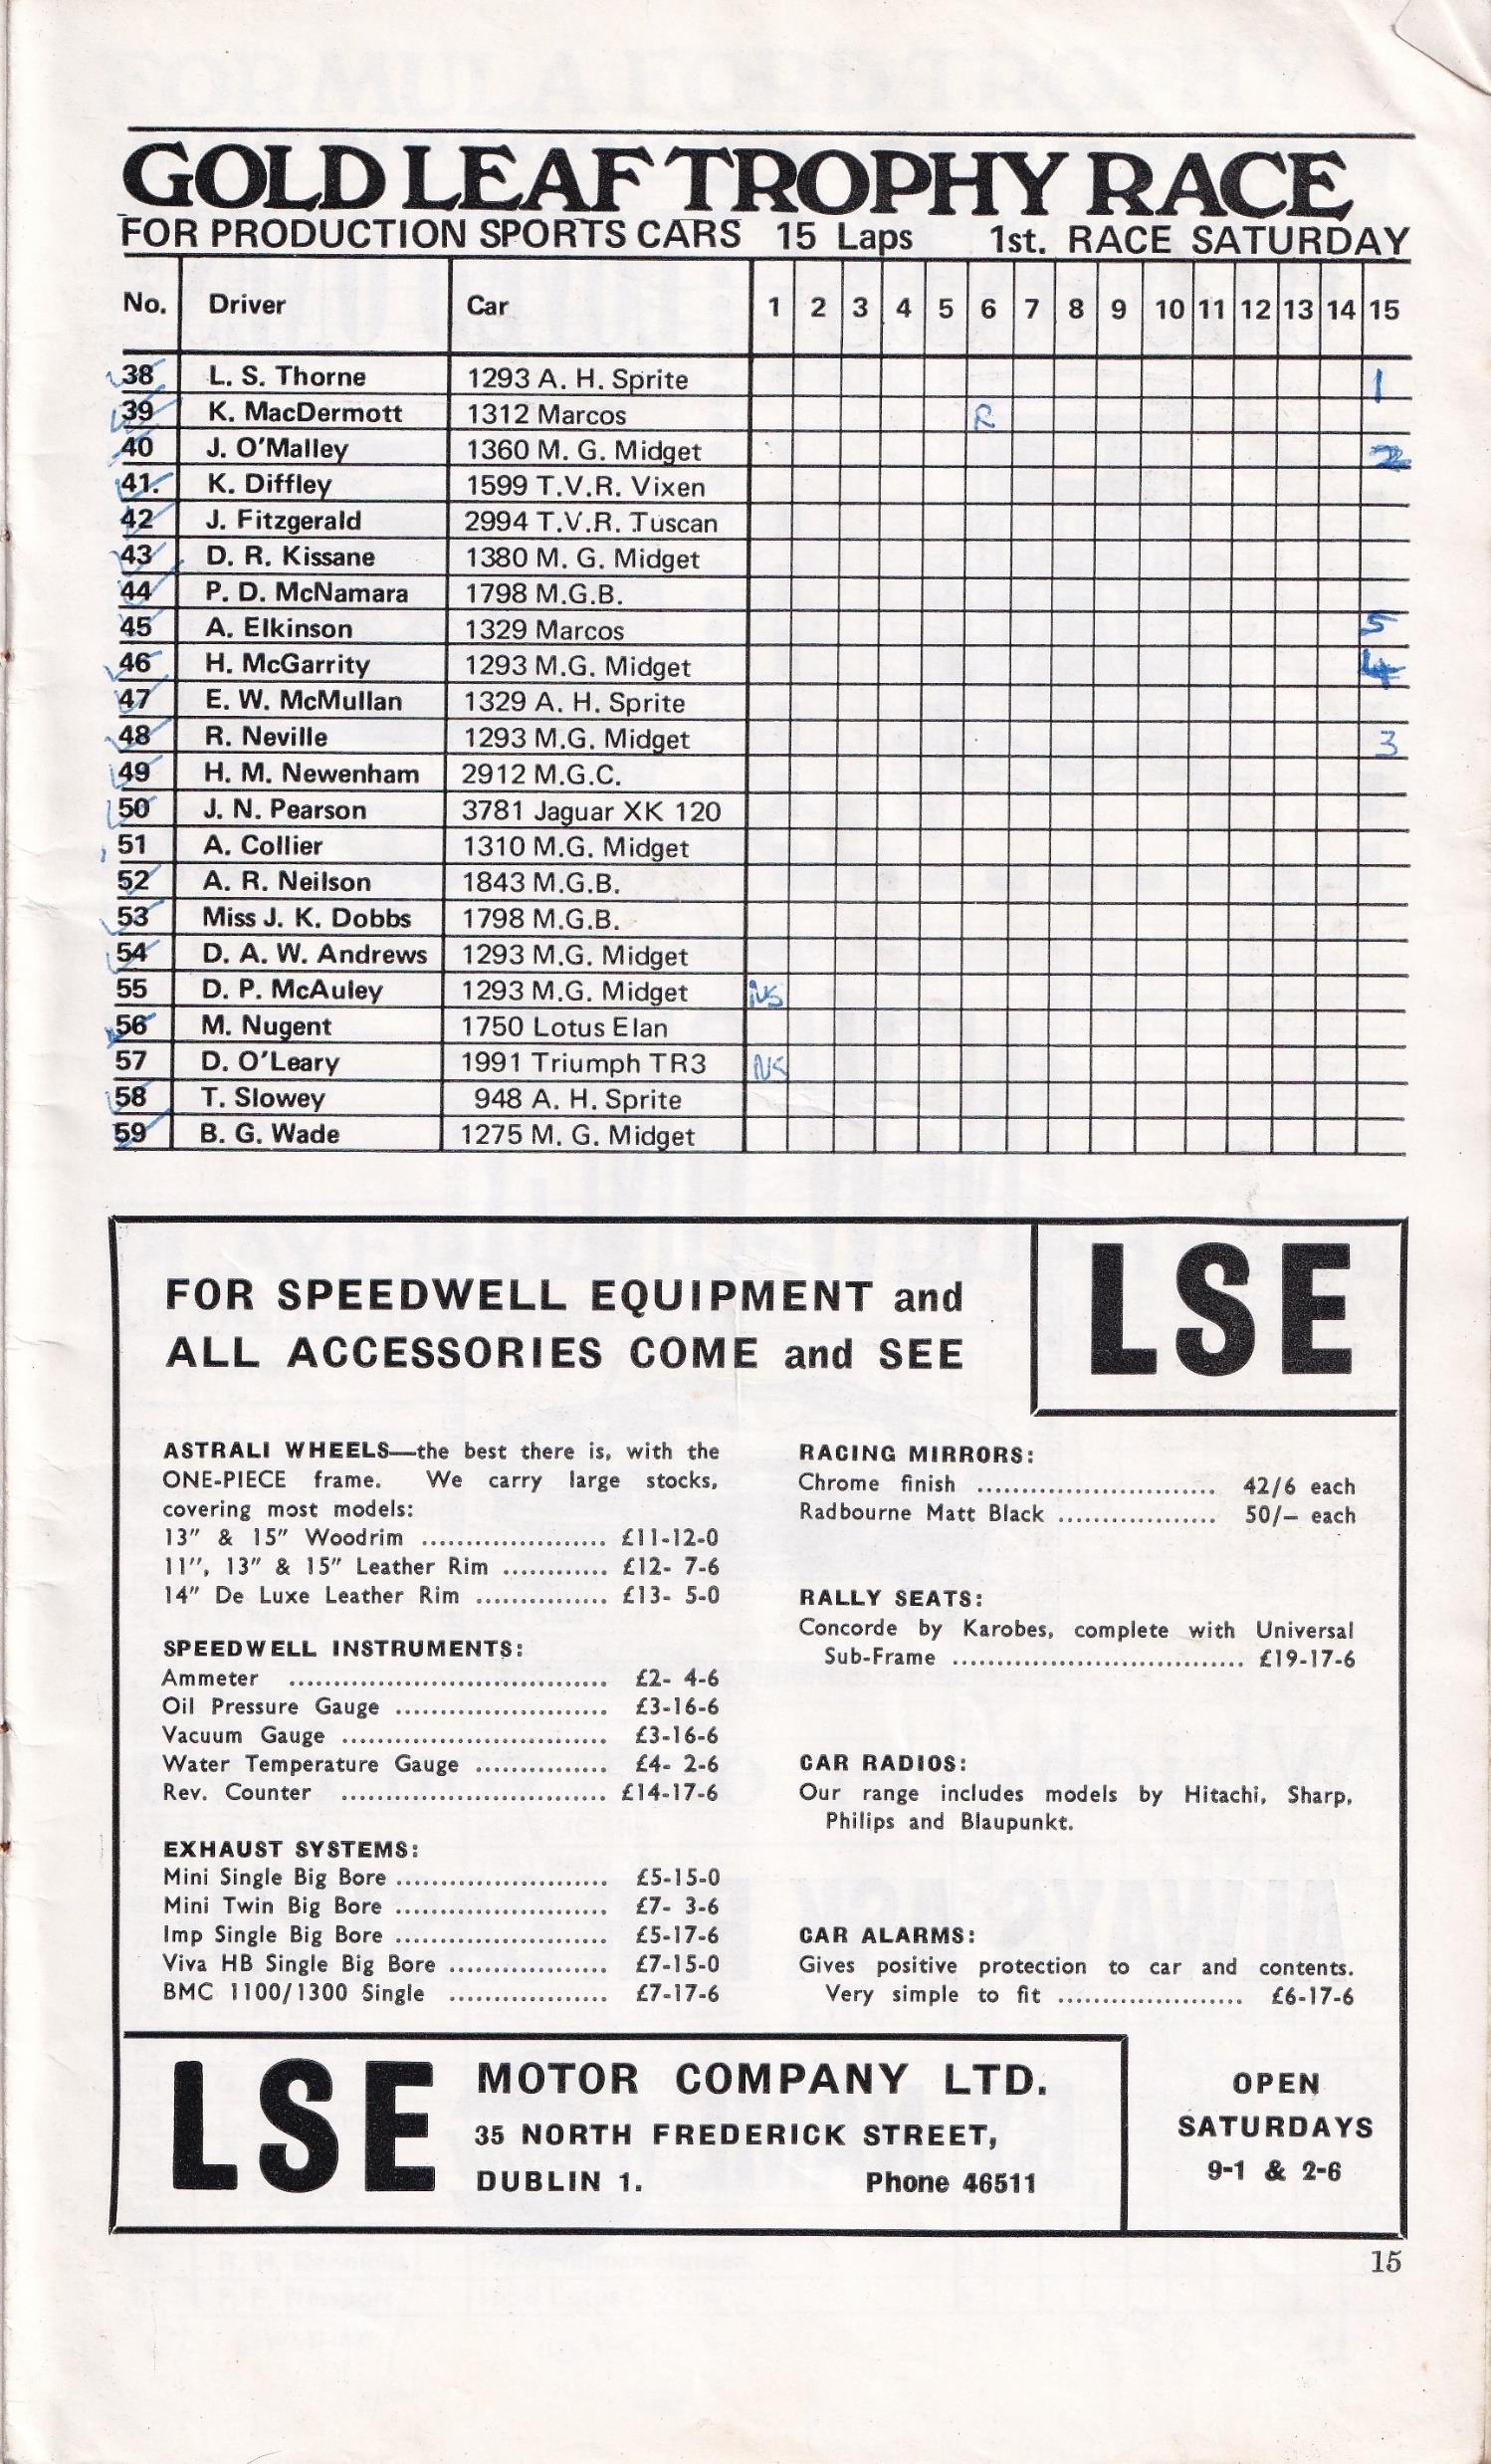 GOLD LEAF TROPHY RACE
FOR PRODUCTION SPORTS CARS 15 Laps 1st. RACE SATURDAY
No. Driver Car 1 2 3 4 5 6 7 8 9 10 11 12 13 14 15
38 L. S. Thorne 1293 A. H. Sprite 1
39 K. MacDermott 1312 Marcos R
40 J. O'Malley 1360 M. G. Midget 2
41. K. Diffley 1599 T.V.R. Vixen
42 J. Fitzgerald 2994 T.V.R. Tuscan
43 D. R. Kissane 1380 M. G. Midget
44 P. D. McNamara 1798 M.G.B.
45 A. Elkinson 1329 Marcos 5
46 H. McGarrity 1293 M.G. Midget 4
47 E. W. McMullan 1329 A. H. Sprite
48 R. Neville 1293 M.G. Midget 3
49 H. M. Newenham 2912 M.G.C.
50 J. N. Pearson 3781 Jaguar XK 120
51 A. Collier 1310 M.G. Midget
52 A. R. Neilson 1843 M.G.B.
53 Miss J. K. Dobbs 1798 M.G.B.
54 D. A. W. Andrews 1293 M.G. Midget
55 D. P. McAuley 1293 M.G. Midget NS
56 M. Nugent 1750 Lotus Elan
57 D. O'Leary 1991 Triumph TR3 NS
58 T. Slowey 948 A. H. Sprite
59 B. G. Wade 1275 M. G. Midget
FOR SPEEDWELL EQUIPMENT and
ALL ACCESSORIES COME and SEE
LSE
ASTRALI WHEELS—the best there is, with the
ONE-PIECE frame. We carry large stocks,
covering most models:
13" & 15" Woodrim ..................... £11-12-0
11", 13" & 15" Leather Rim ............ £12- 7-6
14" De Luxe Leather Rim ............... £13- 5-0
SPEEDWELL INSTRUMENTS:
Ammeter .................................... £2- 4-6
Oil Pressure Gauge ........................ £3-16-6
Vacuum Gauge .............................. £3-16-6
Water Temperature Gauge ............... £4- 2-6
Rev. Counter .............................. £14-17-6
EXHAUST SYSTEMS:
Mini Single Big Bore ........................ £5-15-0
Mini Twin Big Bore ........................ £7- 3-6
Imp Single Big Bore ........................ £5-17-6
Viva HB Single Big Bore .................. £7-15-0
BMC 1100/1300 Single .................. £7-17-6
RACING MIRRORS:
Chrome finish ........................... 42/6 each
Radbourne Matt Black .................. 50/– each
RALLY SEATS:
Concorde by Karobes, complete with Universal
Sub-Frame ................................. £19-17-6
CAR RADIOS:
Our range includes models by Hitachi, Sharp,
Philips and Blaupunkt.
CAR ALARMS:
Gives positive protection to car and contents.
Very simple to fit ..................... £6-17-6
LSE MOTOR COMPANY LTD.
35 NORTH FREDERICK STREET,
DUBLIN 1. Phone 46511
OPEN
SATURDAYS
9-1 & 2-6
15